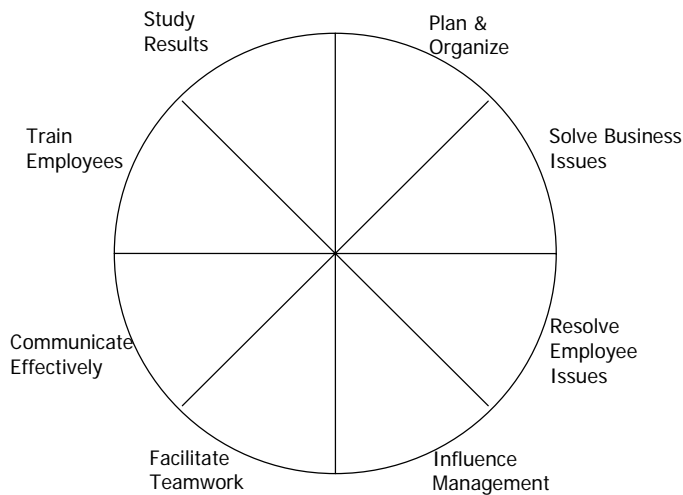 Study
Results
Plan &
Organize
Train
Employees
Solve Business
Issues
Communicate
Effectively
Resolve
Employee
Issues
Facilitate
Teamwork
Influence
Management